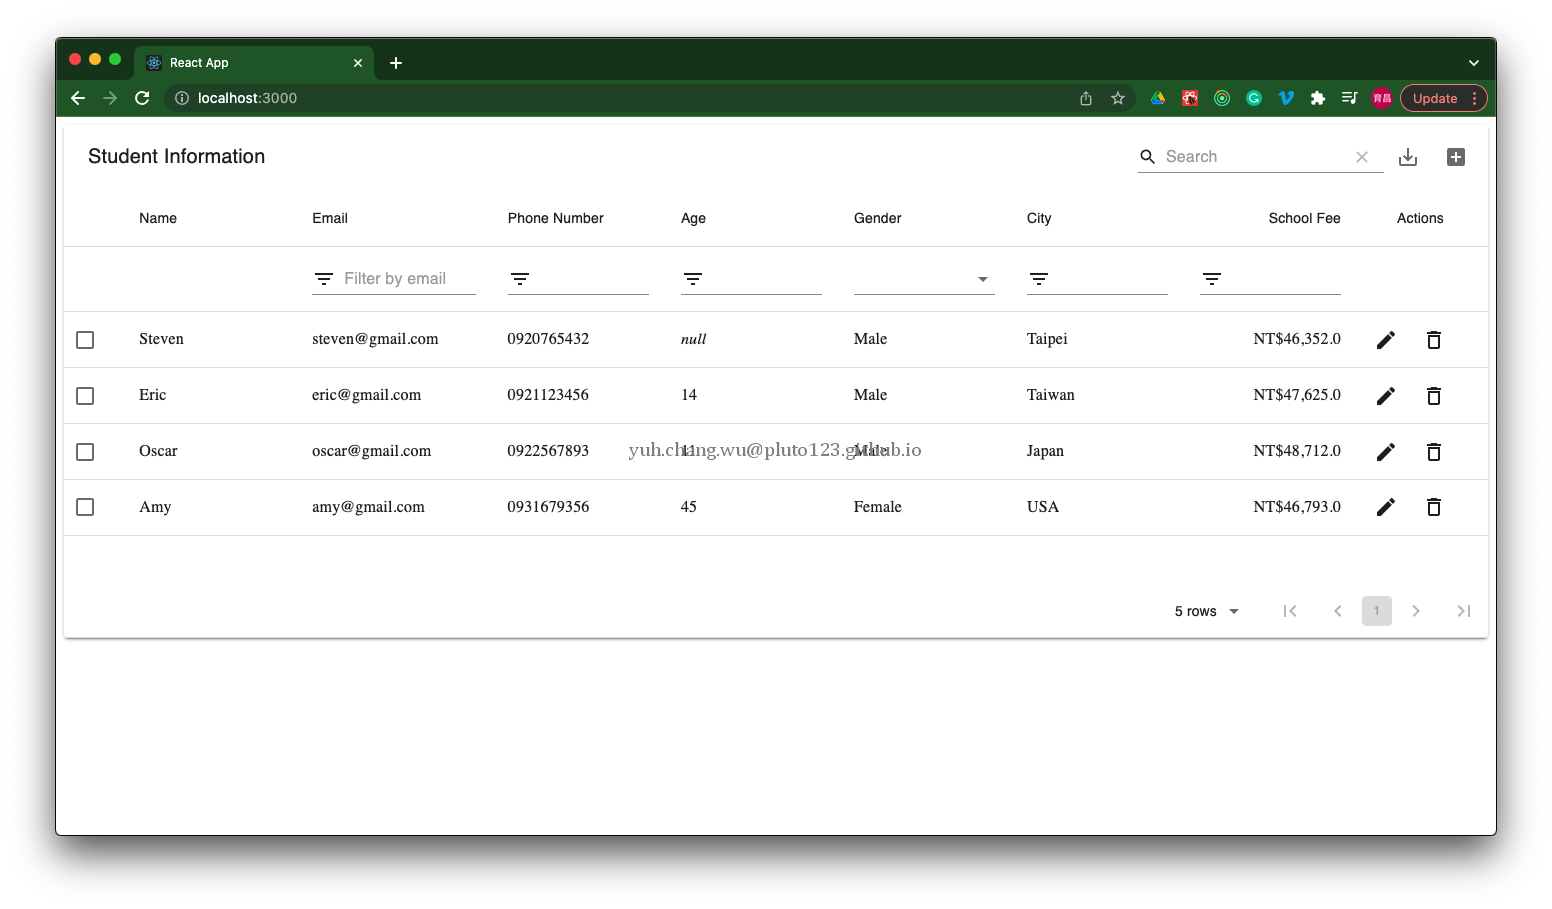 React App
localhost:3000
育昌
Update
Student Information
Search
Name Email Phone Number Age Gender City School Fee Actions
Filter by email
Steven steven@gmail.com 0920765432 null Male Taipei NT$46,352.0
Eric eric@gmail.com 0921123456 14 Male Taiwan NT$47,625.0
Oscar oscar@gmail.com 0922567893 11 Male Japan NT$48,712.0
yuh.chang.wu@pluto123.github.io
Amy amy@gmail.com 0931679356 45 Female USA NT$46,793.0
5 rows 1